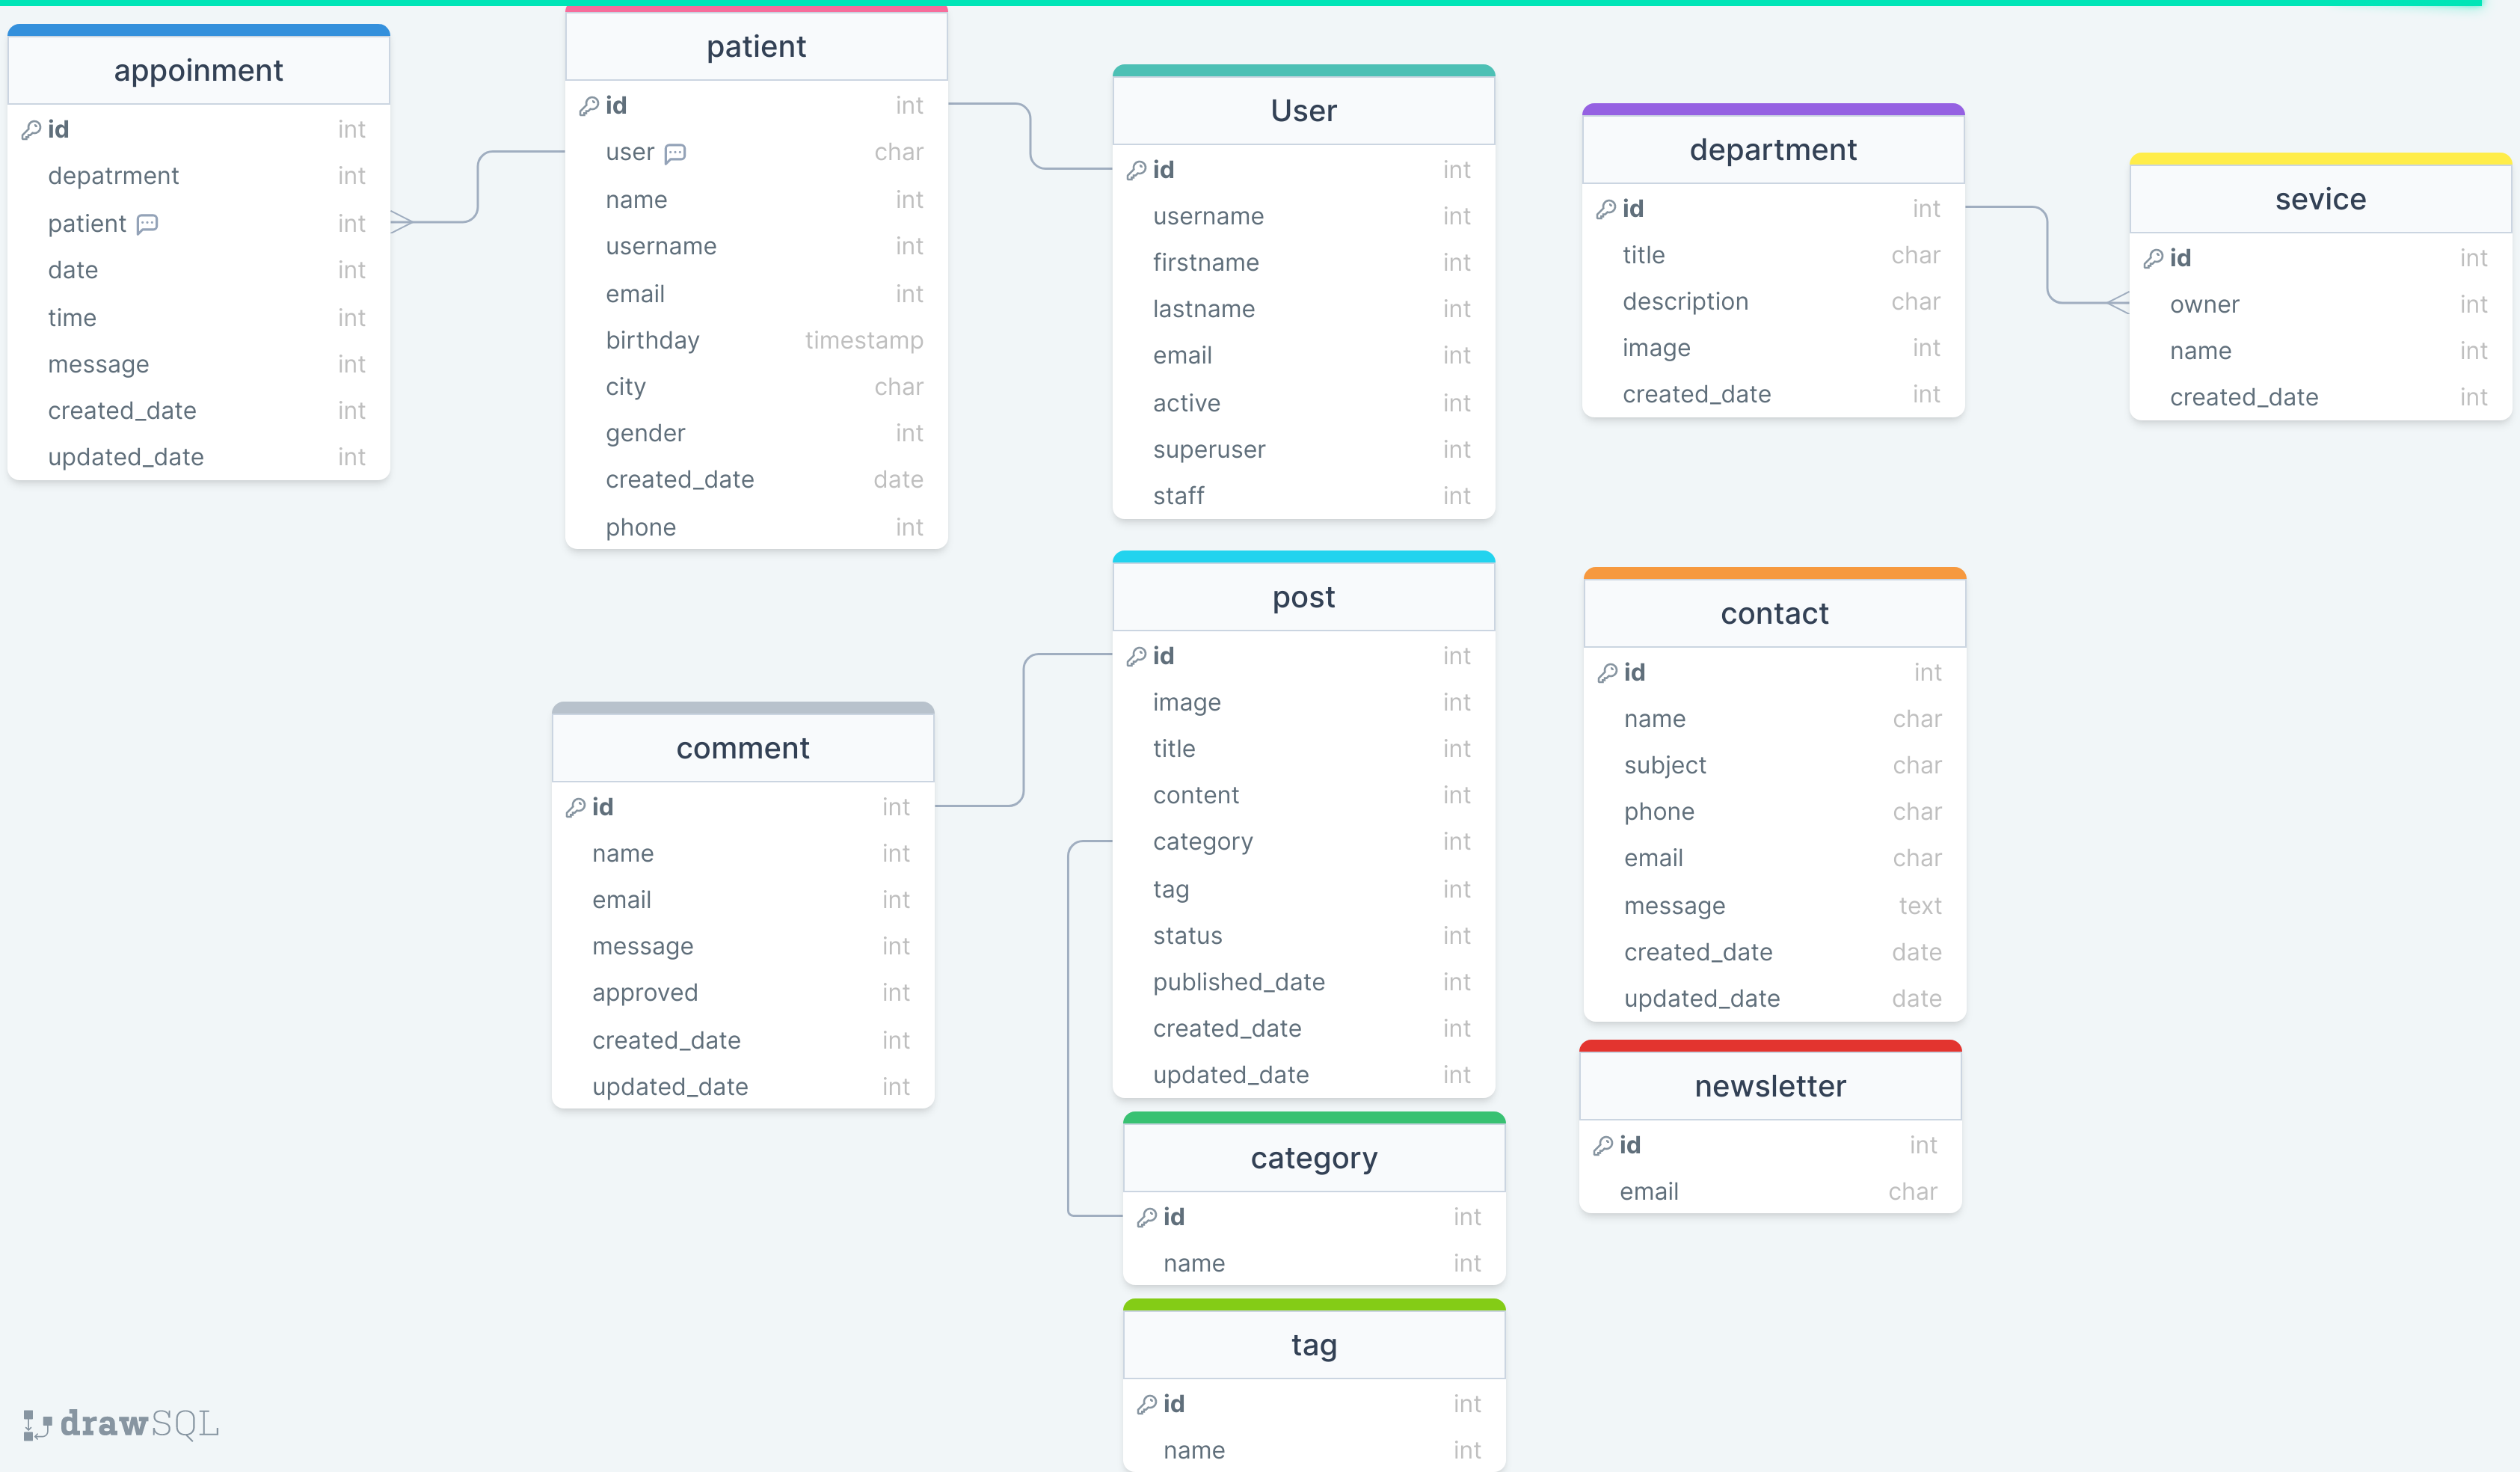 appoinment
id int
depatrment int
patient int
date int
time int
message int
created_date int
updated_date int
patient
id int
user char
name int
username int
email int
birthday timestamp
city char
gender int
created_date date
phone int
User
id int
username int
firstname int
lastname int
email int
active int
superuser int
staff int
department
id int
title char
description char
image int
created_date int
sevice
id int
owner int
name int
created_date int
comment
id int
name int
email int
message int
approved int
created_date int
updated_date int
post
id int
image int
title int
content int
category int
tag int
status int
published_date int
created_date int
updated_date int
contact
id int
name char
subject char
phone char
email char
message text
created_date date
updated_date date
newsletter
id int
email char
category
id int
name int
tag
id int
name int
drawSQL